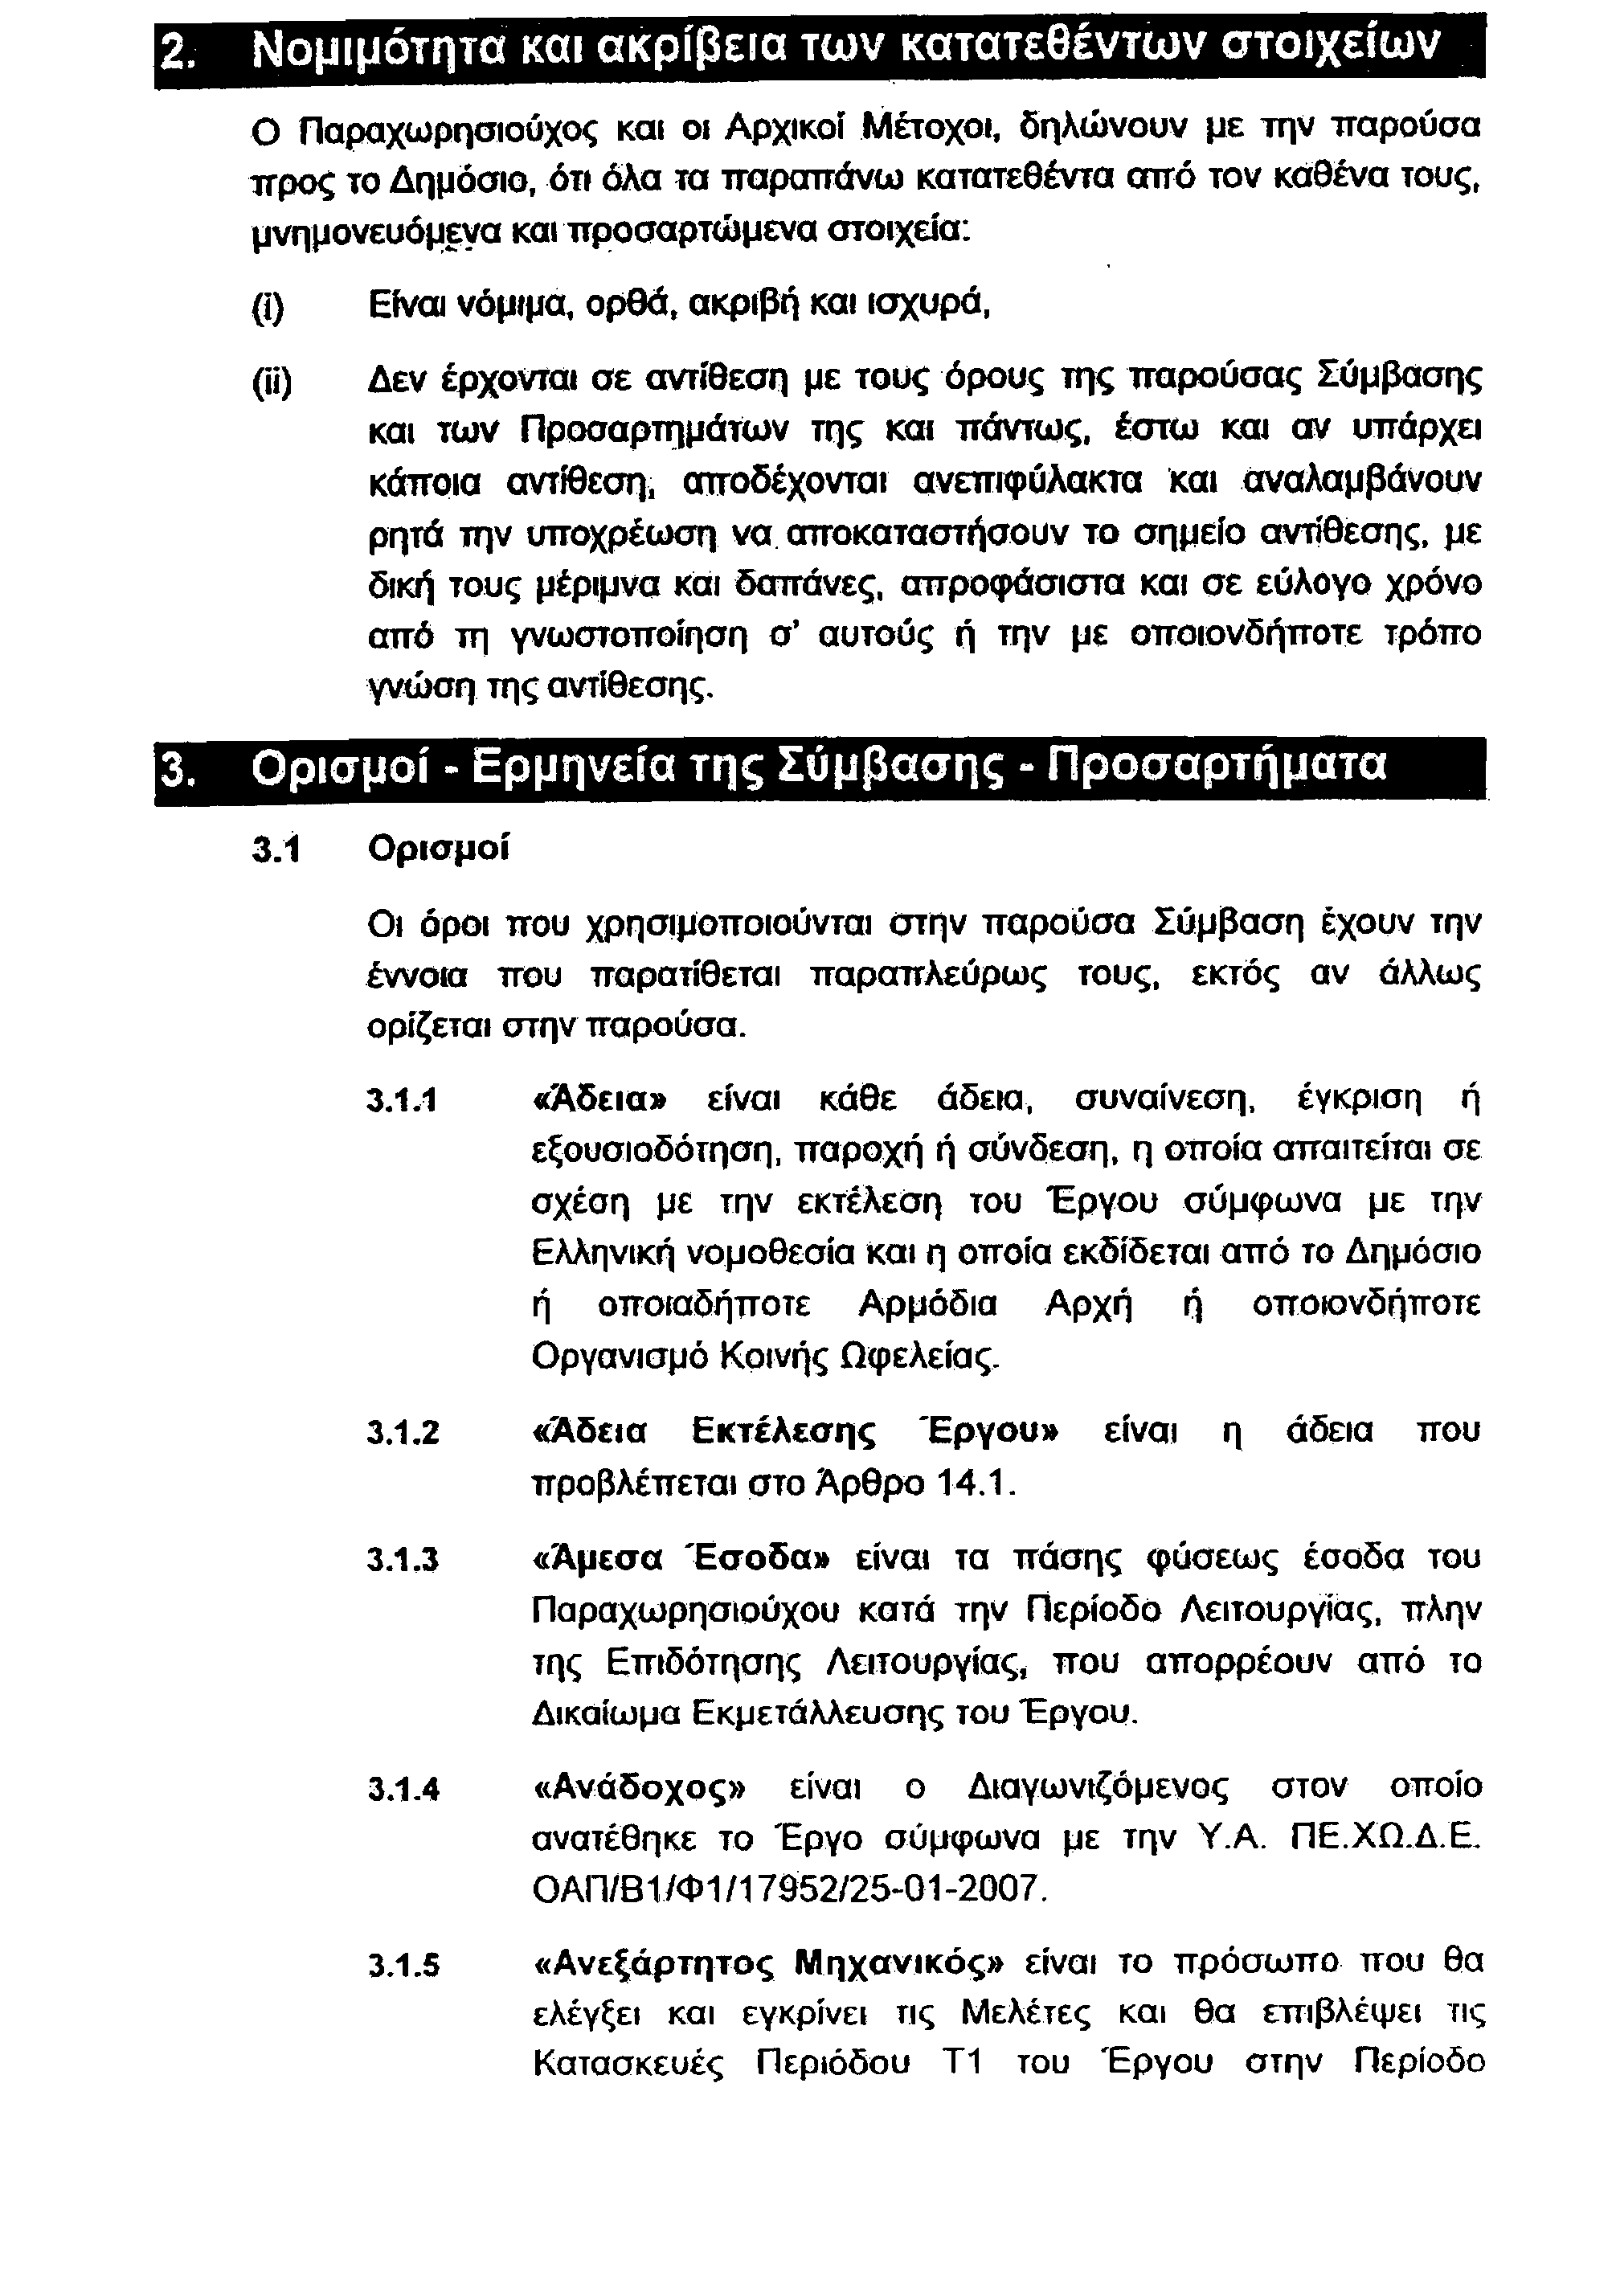 2. Νομιμότητα και ακρίβεια των κατατεθέντων στοιχείων
Ο Παραχωρησιούχος και οι Αρχικοί Μέτοχοι, δηλώνουν με την παρούσα
προς το Δημόσιο, ότι όλα τα παραπάνω κατατεθέντα από τον καθένα τους,
μνημονευόμενα και προσαρτώμενα στοιχεία:
(i) Είναι νόμιμα, ορθά, ακριβή και ισχυρά,
(ii) Δεν έρχονται σε αντίθεση με τους όρους της παρούσας Σύμβασης
και των Προσαρτημάτων της και πάντως, έστω και αν υπάρχει
κάποια αντίθεση, αποδέχονται ανεπιφύλακτα και αναλαμβάνουν
ρητά την υποχρέωση να αποκαταστήσουν το σημείο αντίθεσης, με
δική τους μέριμνα και δαπάνες, απροφάσιστα και σε εύλογο χρόνο
από τη γνωστοποίηση σ' αυτούς ή την με οποιονδήποτε τρόπο
γνώση της αντίθεσης.
3. Ορισμοί - Ερμηνεία της Σύμβασης - Προσαρτήματα
3.1 Ορισμοί
Οι όροι που χρησιμοποιούνται στην παρούσα Σύμβαση έχουν την
έννοια που παρατίθεται παραπλεύρως τους, εκτός αν άλλως
ορίζεται στην παρούσα.
3.1.1 «Άδεια» είναι κάθε άδεια, συναίνεση, έγκριση ή
εξουσιοδότηση, παροχή ή σύνδεση, η οποία απαιτείται σε
σχέση με την εκτέλεση του Έργου σύμφωνα με την
Ελληνική νομοθεσία και η οποία εκδίδεται από το Δημόσιο
ή οποιαδήποτε Αρμόδια Αρχή ή οποιονδήποτε
Οργανισμό Κοινής Ωφελείας.
3.1.2 «Άδεια Εκτέλεσης Έργου» είναι η άδεια που
προβλέπεται στο Άρθρο 14.1.
3.1.3 «Άμεσα Έσοδα» είναι τα πάσης φύσεως έσοδα του
Παραχωρησιούχου κατά την Περίοδο Λειτουργίας, πλην
της Επιδότησης Λειτουργίας, που απορρέουν από το
Δικαίωμα Εκμετάλλευσης του Έργου.
3.1.4 «Ανάδοχος» είναι ο Διαγωνιζόμενος στον οποίο
ανατέθηκε το Έργο σύμφωνα με την Υ.Α. ΠΕ.ΧΩ.Δ.Ε.
ΟΑΠ/Β1/Φ1/17952/25-01-2007.
3.1.5 «Ανεξάρτητος Μηχανικός» είναι το πρόσωπο που θα
ελέγξει και εγκρίνει τις Μελέτες και θα επιβλέψει τις
Κατασκευές Περιόδου Τ1 του Έργου στην Περίοδο